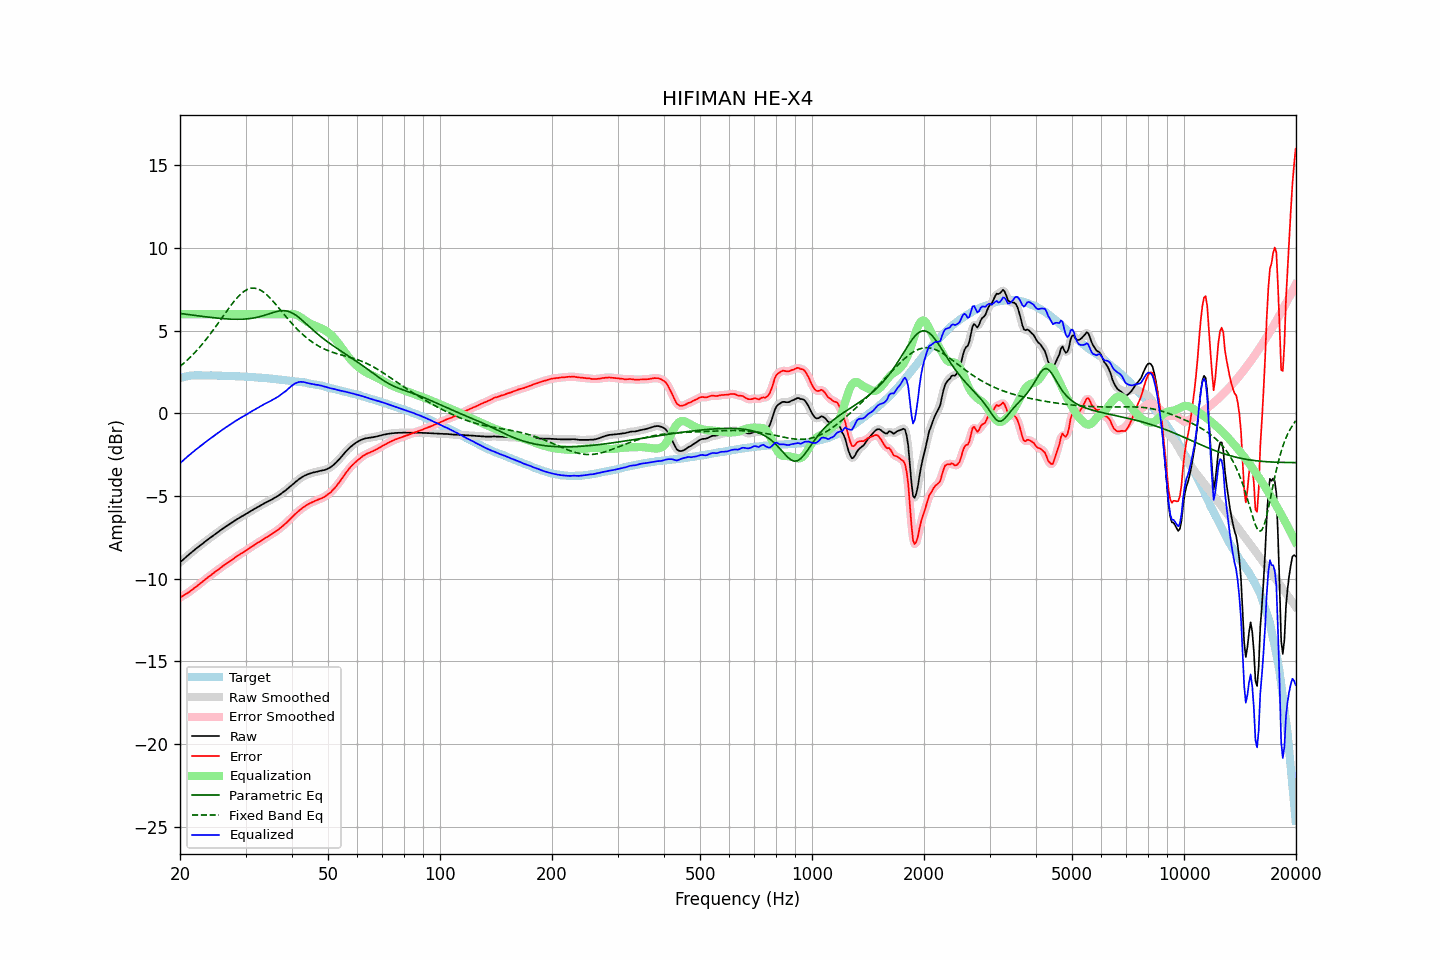 HIFIMAN HE-X4
Amplitude (dBr)
15
10
5
0
−5
−10
−15
−20
−25
Target
Raw Smoothed
Error Smoothed
Raw
Error
Equalization
Parametric Eq
Fixed Band Eq
Equalized
20
50
100
200
500
1000
2000
5000
10000
20000
Frequency (Hz)